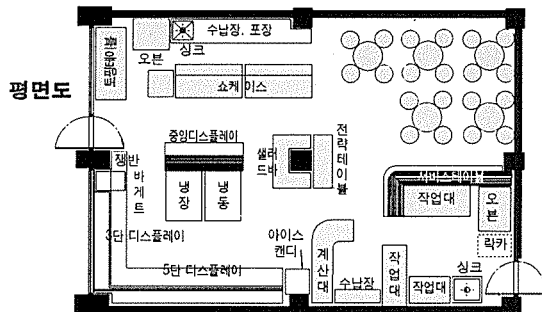 수납장. 포장
싱크
오븐
쇼케이스
평면도
중앙디스플레이
샐러드바
전략테이블
쟁반
바게트
냉장
냉동
서비스테이블
작업대
오븐
락카
3단 디스플레이
5단 디스플레이
아이스
캔디
계산대
수납장
작업대
작업대
싱크